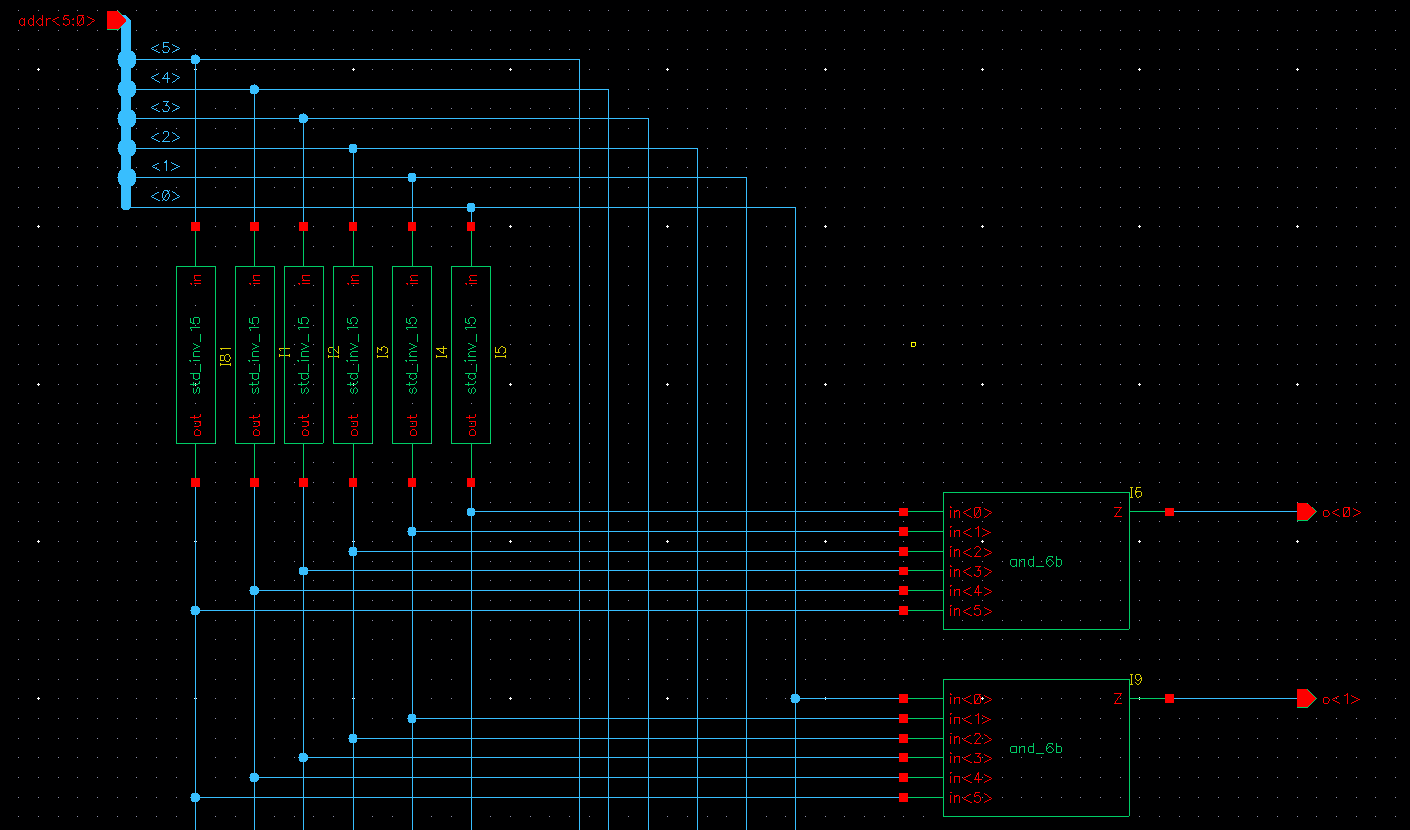 addr<5:0>
<5>
<4>
<3>
<2>
<1>
<0>
in
in
in
in
in
in
std_inv_15
I81
std_inv_15
I1
std_inv_15
I2
std_inv_15
I3
std_inv_15
I4
std_inv_15
I5
out
out
out
out
out
out
I6
in<0> Z o<0>
in<1>
in<2>
and_6b
in<3>
in<4>
in<5>
I9
in<0> Z o<1>
in<1>
in<2>
and_6b
in<3>
in<4>
in<5>